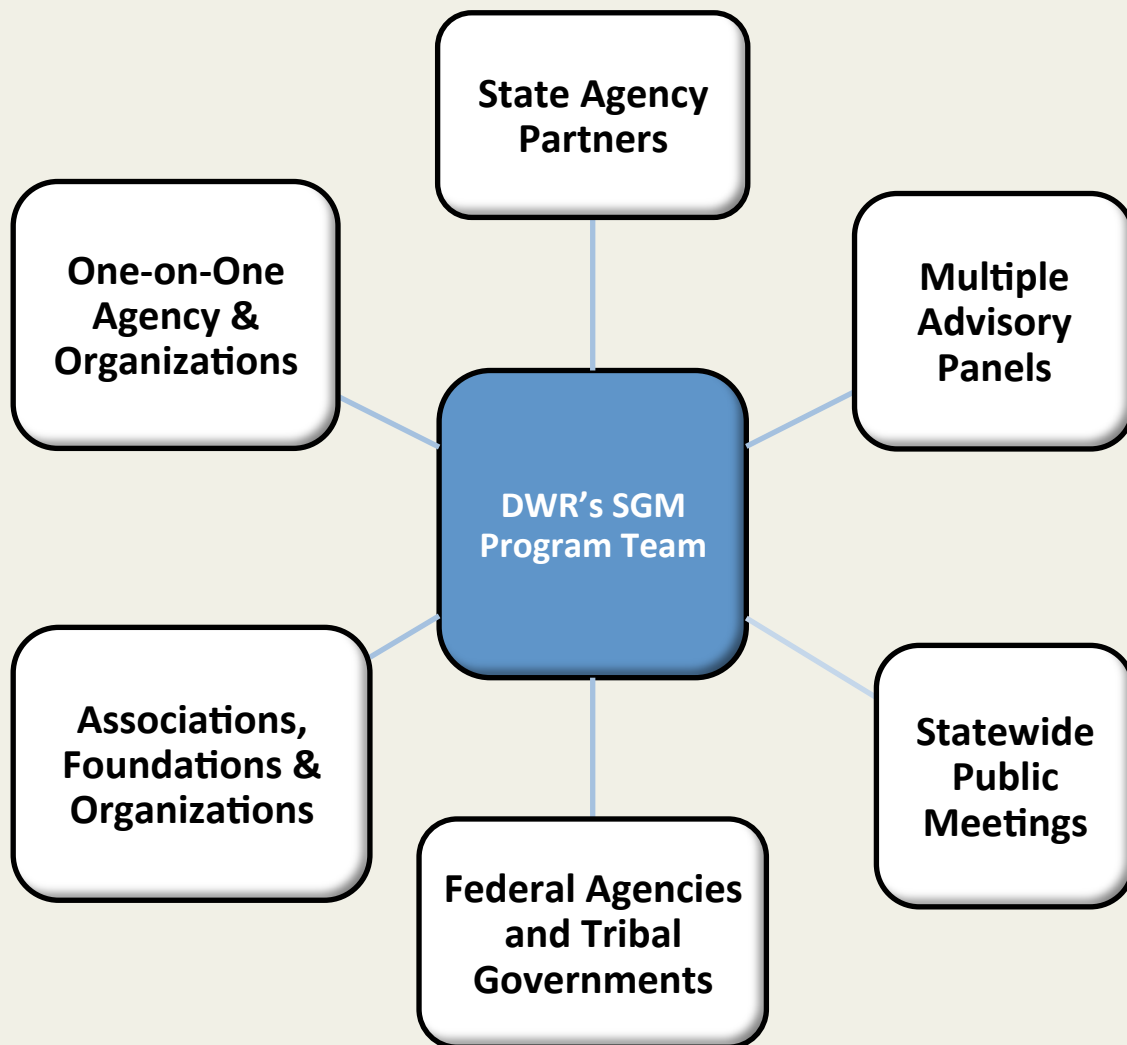 State Agency
Partners
One-on-One
Agency &
Organizations
Multiple
Advisory
Panels
DWR’s SGM
Program Team
Associations,
Foundations &
Organizations
Statewide
Public
Meetings
Federal Agencies
and Tribal
Governments